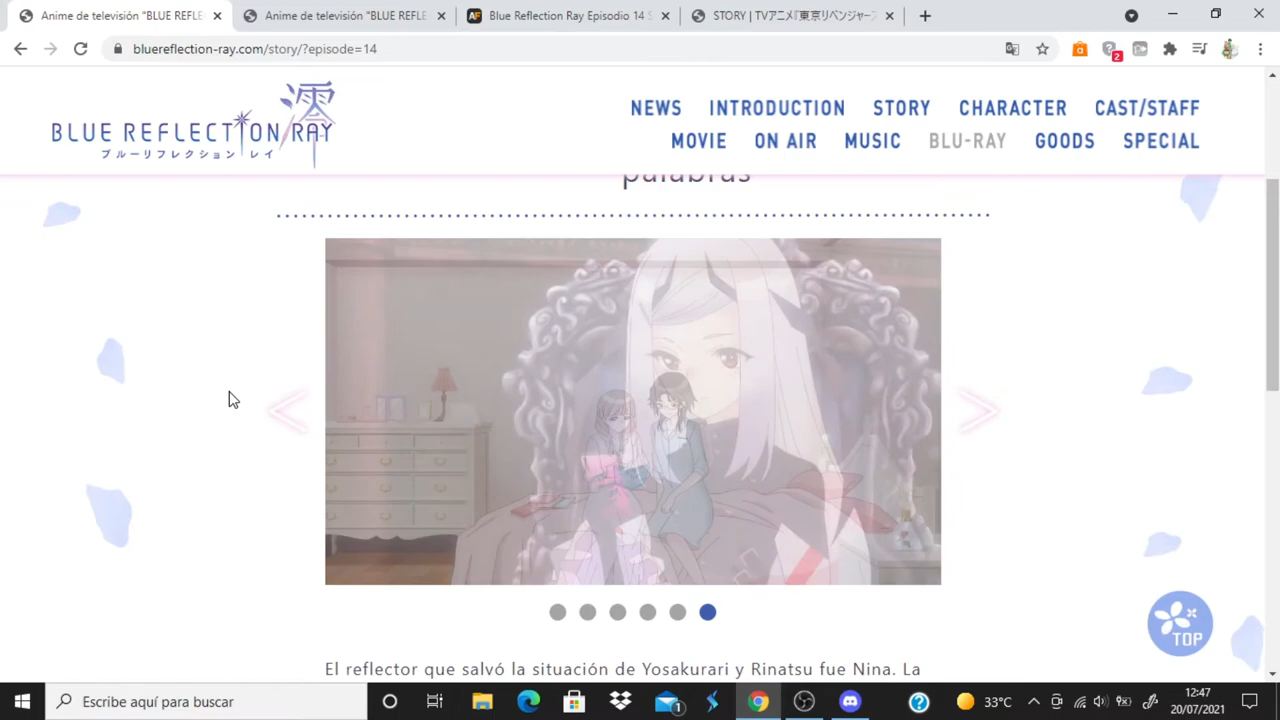 Anime de televisión "BLUE REFLE
Anime de televisión "BLUE REFLE
Blue Reflection Ray Episodio 14 S
STORY | TVアニメ『東京リベンジャーズ
bluereflection-ray.com/story/?episode=14
2
澪
BLUE REFLECTION RAY
ブルーリフレクション レイ
NEWS INTRODUCTION STORY CHARACTER CAST/STAFF
MOVIE ON AIR MUSIC BLU-RAY GOODS SPECIAL
palabras
TOP
El reflector que salvó la situación de Yosakurari y Rinatsu fue Nina. La
Escribe aquí para buscar
1
33°C
12:47
20/07/2021